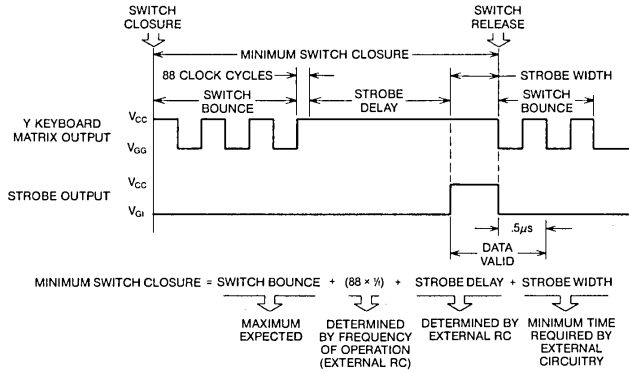 SWITCH CLOSURE
SWITCH RELEASE
MINIMUM SWITCH CLOSURE
88 CLOCK CYCLES
STROBE WIDTH
SWITCH BOUNCE
STROBE DELAY
SWITCH BOUNCE
Y KEYBOARD MATRIX OUTPUT
VCC
VGG
STROBE OUTPUT
VCC
VGI
.5µs
DATA VALID
MINIMUM SWITCH CLOSURE = SWITCH BOUNCE + (88 × 1/f) + STROBE DELAY + STROBE WIDTH
MAXIMUM EXPECTED
DETERMINED BY FREQUENCY OF OPERATION (EXTERNAL RC)
DETERMINED BY EXTERNAL RC
MINIMUM TIME REQUIRED BY EXTERNAL CIRCUITRY